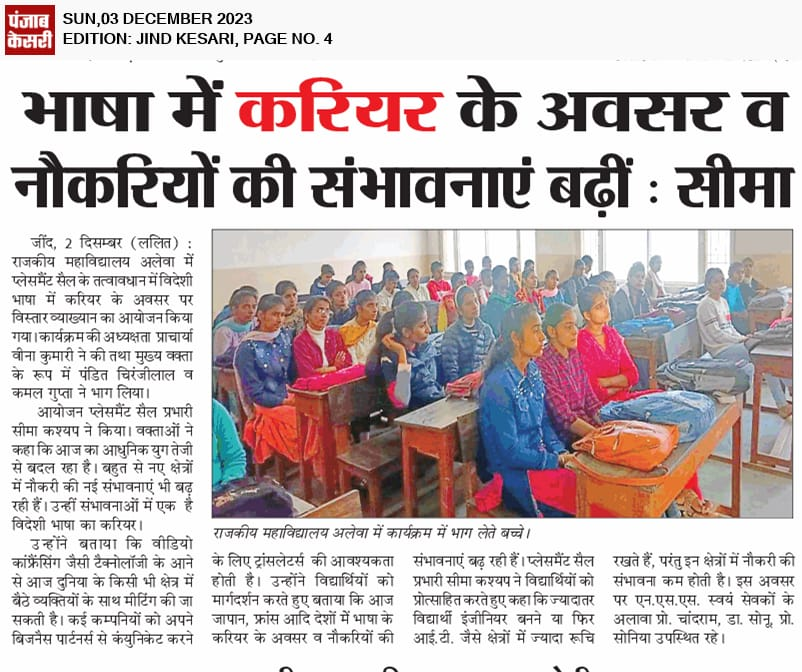 पंजाब
केसरी
SUN,03 DECEMBER 2023
EDITION: JIND KESARI, PAGE NO. 4
भाषा में करियर के अवसर व
नौकरियों की संभावनाएं बढ़ीं : सीमा
जींद, 2 दिसम्बर (ललित) :
राजकीय महाविद्यालय अलेवा में
प्लेसमैंट सैल के तत्वावधान में विदेशी
भाषा में करियर के अवसर पर
विस्तार व्याख्यान का आयोजन किया
गया। कार्यक्रम की अध्यक्षता प्राचार्या
वीना कुमारी ने की तथा मुख्य वक्ता
के रूप में पंडित चिरंजीलाल व
कमल गुप्ता ने भाग लिया।
आयोजन प्लेसमैंट सैल प्रभारी
सीमा कश्यप ने किया। वक्ताओं ने
कहा कि आज का आधुनिक युग तेजी
से बदल रहा है। बहुत से नए क्षेत्रों
में नौकरी की नई संभावनाएं भी बढ़
रही हैं। उन्हीं संभावनाओं में एक है
विदेशी भाषा का करियर।
उन्होंने बताया कि वीडियो
कांफ्रैंसिंग जैसी टैक्नोलॉजी के आने
से आज दुनिया के किसी भी क्षेत्र में
बैठे व्यक्तियों के साथ मीटिंग की जा
सकती है। कई कम्पनियों को अपने
बिजनैस पार्टनर्स से कंयुनिकेट करने
राजकीय महाविद्यालय अलेवा में कार्यक्रम में भाग लेते बच्चे।
के लिए ट्रांसलेटर्स की आवश्यकता
होती है। उन्होंने विद्यार्थियों को
मार्गदर्शन करते हुए बताया कि आज
जापान, फ्रांस आदि देशों में भाषा के
करियर के अवसर व नौकरियों की
संभावनाएं बढ़ रही हैं। प्लेसमैंट सैल
प्रभारी सीमा कश्यप ने विद्यार्थियों को
प्रोत्साहित करते हुए कहा कि ज्यादातर
विद्यार्थी इंजीनियर बनने या फिर
आई.टी. जैसे क्षेत्रों में ज्यादा रूचि
रखते हैं, परंतु इन क्षेत्रों में नौकरी की
संभावना कम होती है। इस अवसर
पर एन.एस.एस. स्वयं सेवकों के
अलावा प्रो. चांदराम, डा. सोनू, प्रो.
सोनिया उपस्थित रहे।